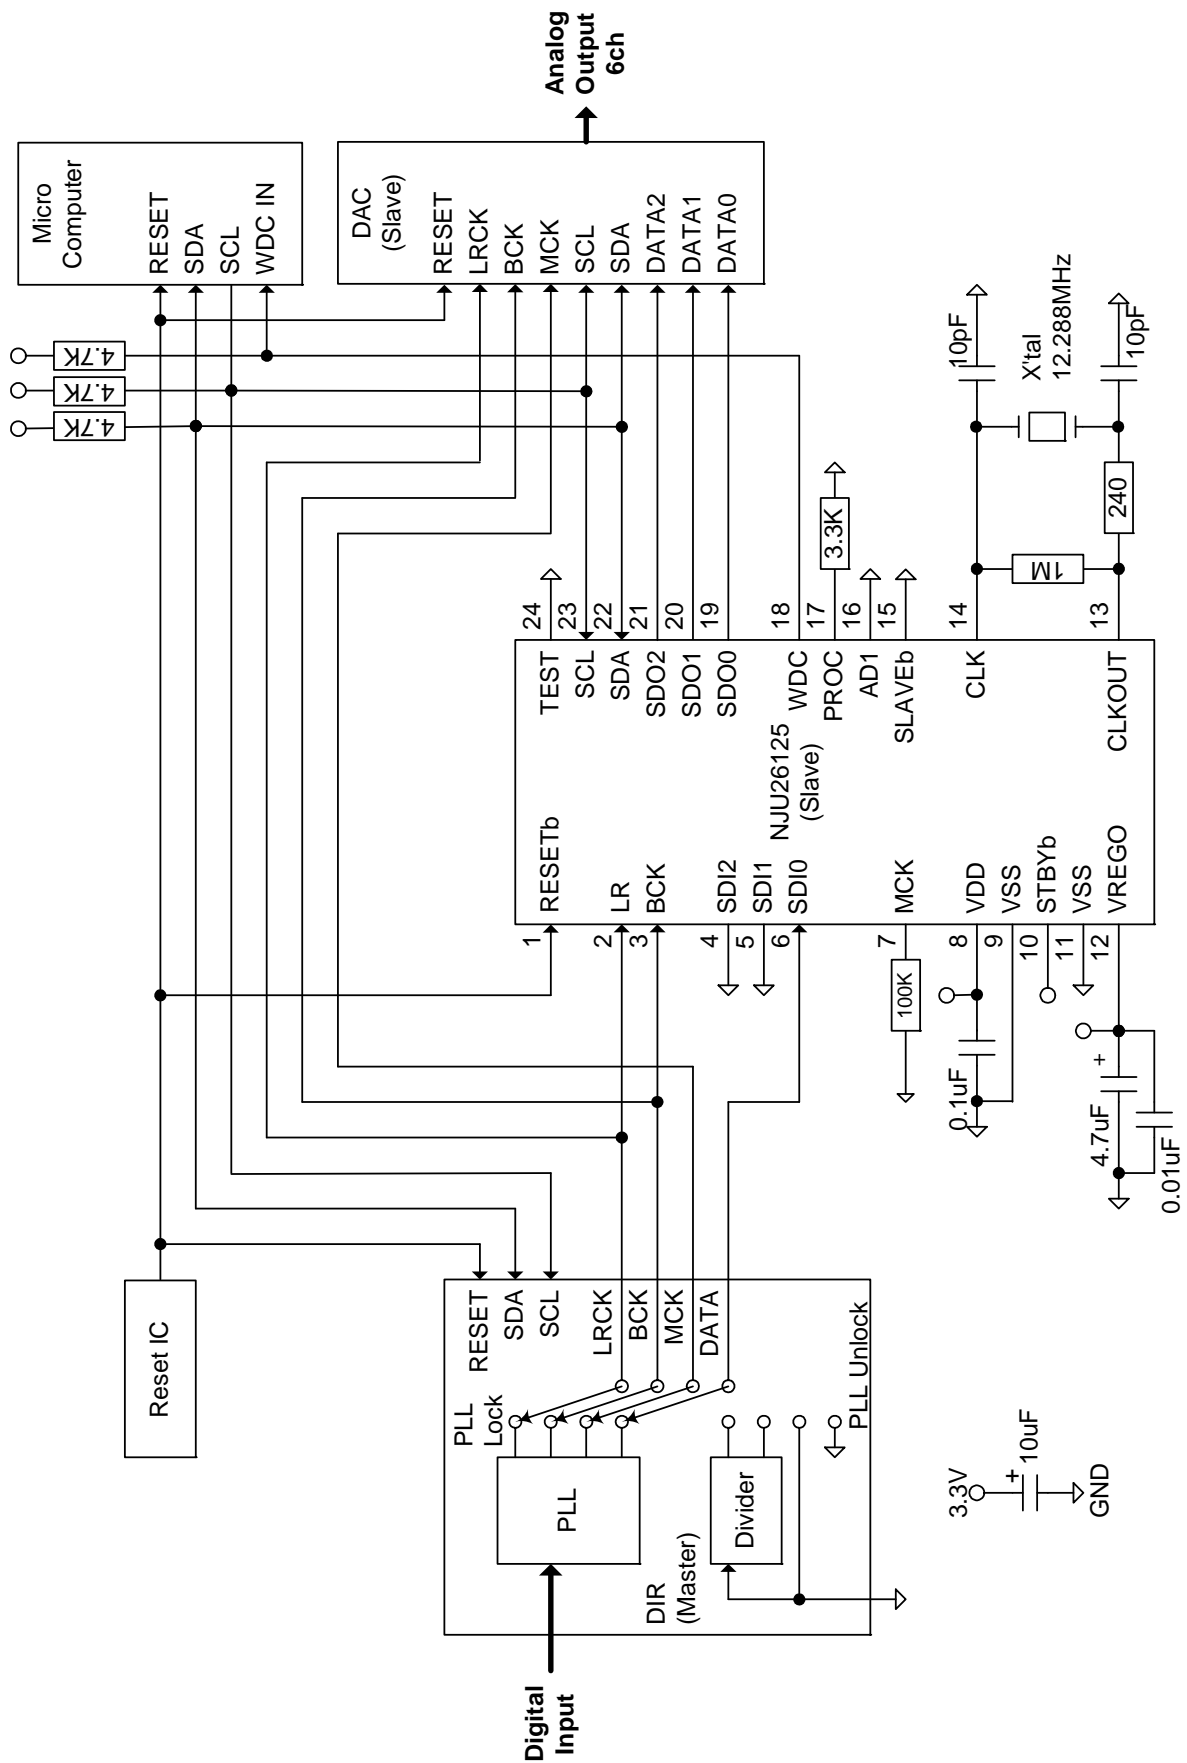 Digital
Input
DIR
(Master)
PLL
Divider
PLL
Lock
PLL Unlock
RESET
SDA
SCL
LRCK
BCK
MCK
DATA
Reset IC
3.3V
+
10uF
GND
1
2
3
4
5
6
7
8
9
10
11
12
RESETb
LR
BCK
SDI2
SDI1
SDI0
MCK
VDD
VSS
STBYb
VSS
VREGO
100K
0.1uF
+
4.7uF
0.01uF
NJU26125
(Slave)
TEST
SCL
SDA
SDO2
SDO1
SDO0
WDC
PROC
AD1
SLAVEb
CLK
CLKOUT
24
23
22
21
20
19
18
17
16
15
14
13
3.3K
1M
240
10pF
X'tal
12.288MHz
10pF
4.7K
4.7K
4.7K
Micro
Computer
RESET
SDA
SCL
WDC IN
DAC
(Slave)
RESET
LRCK
BCK
MCK
SCL
SDA
DATA2
DATA1
DATA0
Analog
Output
6ch